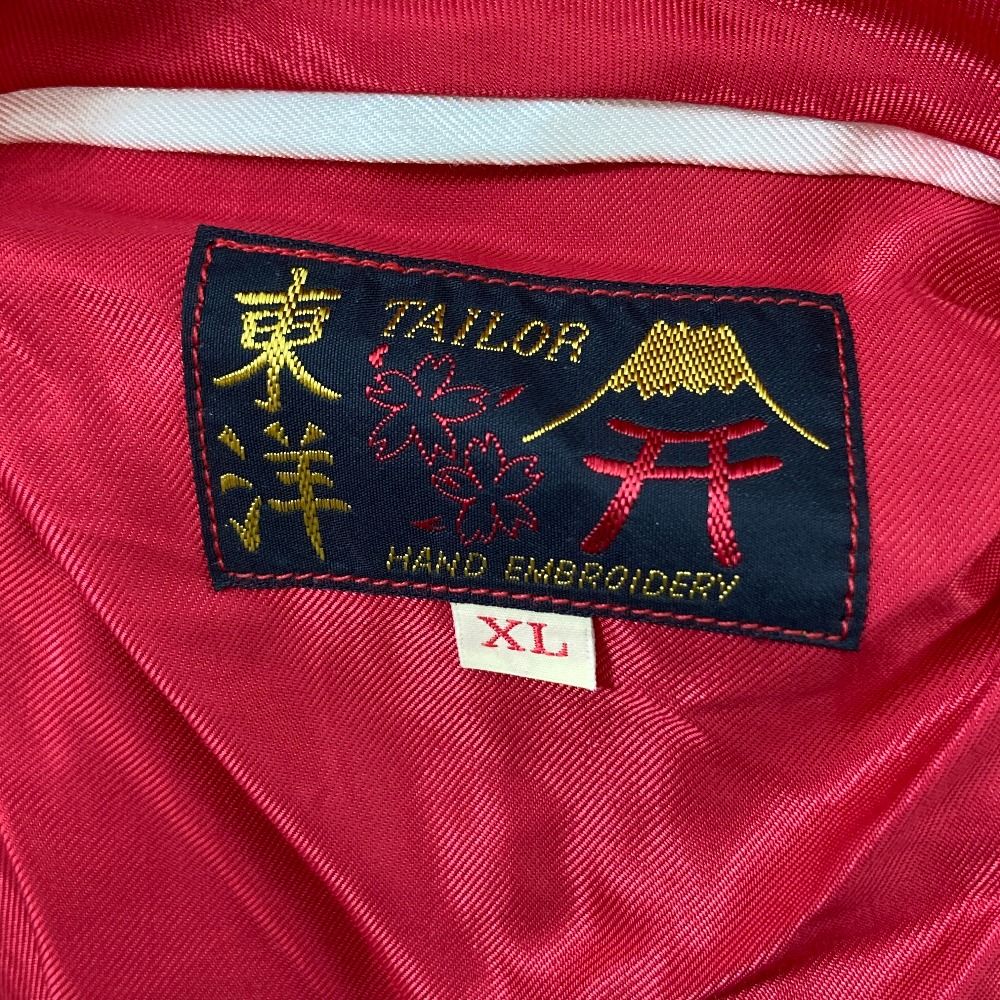 東洋
TAILOR
HAND EMBROIDERY
XL